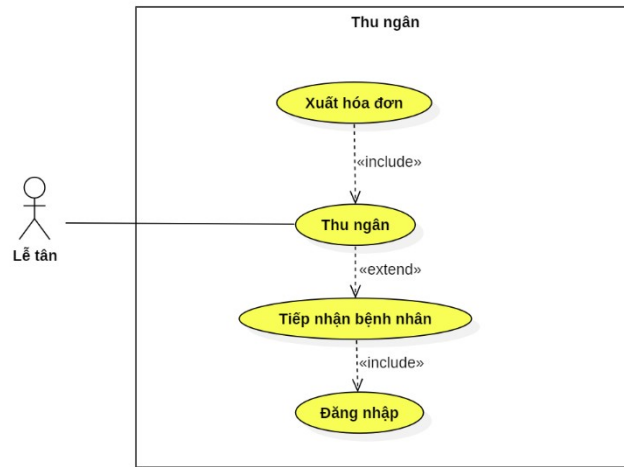 Thu ngân
Xuất hóa đơn
«include»
Thu ngân
Lễ tân
«extend»
Tiếp nhận bệnh nhân
«include»
Đăng nhập